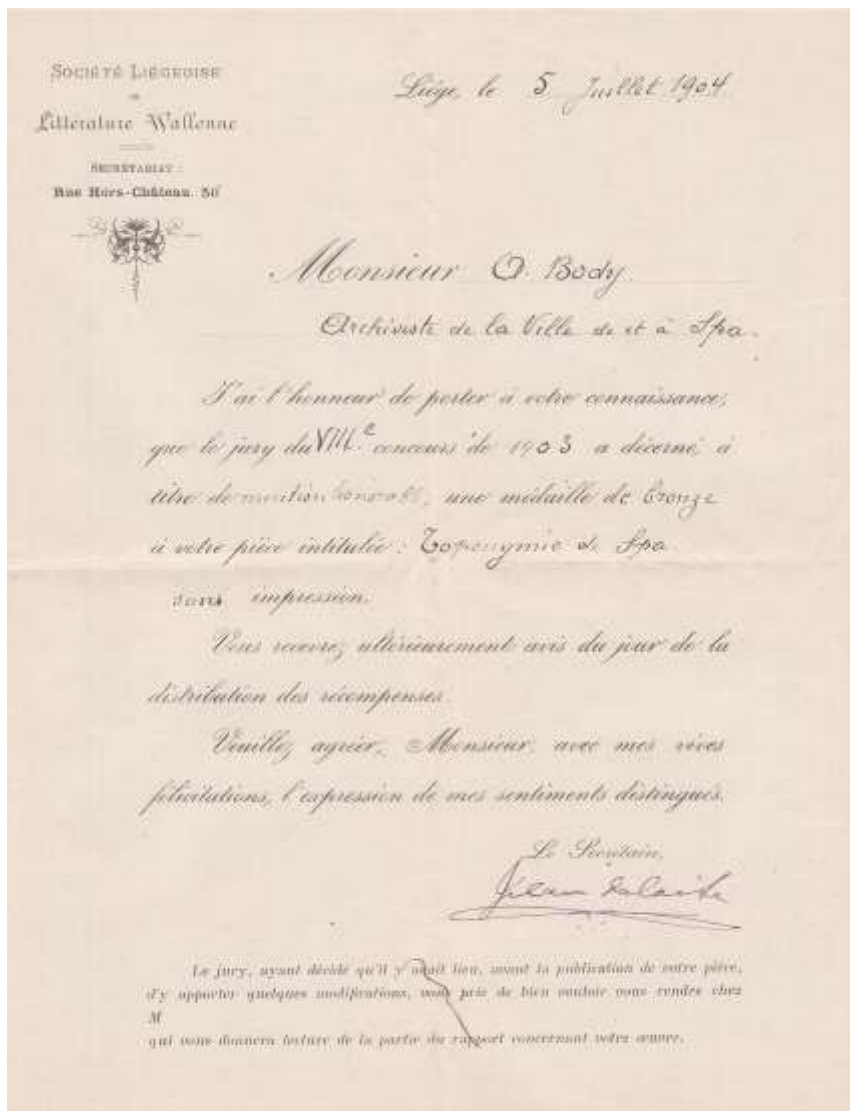 SOCIÉTÉ LIÉGEOISE
DE
Littérature Wallonne
SECRÉTARIAT :
Rue Hors-Château, 50
Liége, le 5 Juillet 1904
Monsieur A. Body.
Archiviste de la Ville de et à Spa.
J'ai l'honneur de porter à votre connaissance,
que le jury du VIIIe concours de 1903 a décerné, à
titre de mention honorable, une médaille de bronze
à votre pièce intitulée : Toponymie de Spa
sans impression.
Vous recevrez ultérieurement avis du jour de la
distribution des récompenses.
Veuillez agréer, Monsieur, avec mes vives
félicitations, l'expression de mes sentiments distingués.
Le Secrétaire,
Jean Delaite
Le jury, ayant décidé qu'il y avait lieu, avant la publication de votre pièce,
d'y apporter quelques modifications, vous prie de bien vouloir vous rendre chez
M
qui vous donnera lecture de la partie du rapport concernant votre œuvre.